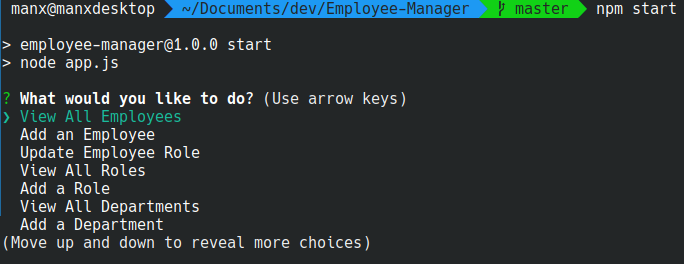 manx@manxdesktop ~/Documents/dev/Employee-Manager master npm start
> employee-manager@1.0.0 start
> node app.js
? What would you like to do? (Use arrow keys)
❯ View All Employees
Add an Employee
Update Employee Role
View All Roles
Add a Role
View All Departments
Add a Department
(Move up and down to reveal more choices)